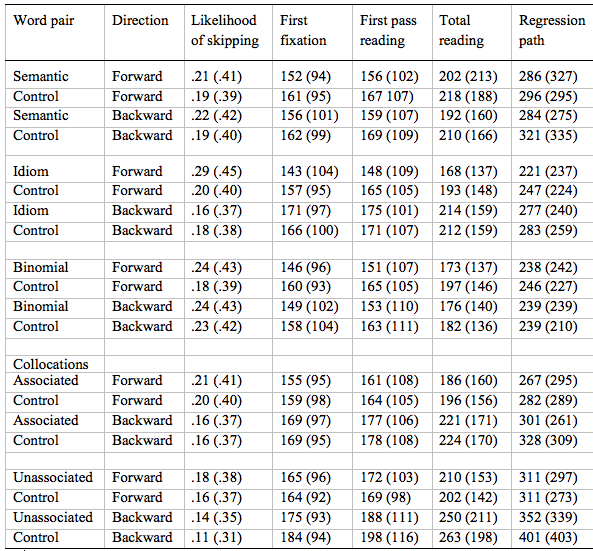 Word pair Direction Likelihood of skipping First fixation First pass reading Total reading Regression path
Semantic Forward .21 (.41) 152 (94) 156 (102) 202 (213) 286 (327)
Control Forward .19 (.39) 161 (95) 167 107) 218 (188) 296 (295)
Semantic Backward .22 (.42) 156 (101) 159 (107) 192 (160) 284 (275)
Control Backward .19 (.40) 162 (99) 169 (109) 210 (166) 321 (335)
Idiom Forward .29 (.45) 143 (104) 148 (109) 168 (137) 221 (237)
Control Forward .20 (.40) 157 (95) 165 (105) 193 (148) 247 (224)
Idiom Backward .16 (.37) 171 (97) 175 (101) 214 (159) 277 (240)
Control Backward .18 (.38) 166 (100) 171 (107) 212 (159) 283 (259)
Binomial Forward .24 (.43) 146 (96) 151 (107) 173 (137) 238 (242)
Control Forward .18 (.39) 160 (93) 165 (105) 197 (146) 246 (227)
Binomial Backward .24 (.43) 149 (102) 153 (110) 176 (140) 239 (239)
Control Backward .23 (.42) 158 (104) 163 (111) 182 (136) 239 (210)
Collocations
Associated Forward .21 (.41) 155 (95) 161 (108) 186 (160) 267 (295)
Control Forward .20 (.40) 159 (98) 164 (105) 196 (156) 282 (289)
Associated Backward .16 (.37) 169 (97) 177 (106) 221 (171) 301 (261)
Control Backward .16 (.37) 169 (95) 178 (108) 224 (170) 328 (309)
Unassociated Forward .18 (.38) 165 (96) 172 (103) 210 (153) 311 (297)
Control Forward .16 (.37) 164 (92) 169 (98) 202 (142) 311 (273)
Unassociated Backward .14 (.35) 175 (93) 188 (111) 250 (211) 352 (339)
Control Backward .11 (.31) 184 (94) 198 (116) 263 (198) 401 (403)